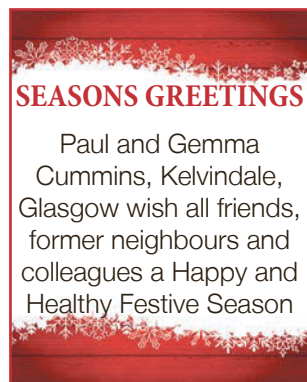 SEASONS GREETINGS
Paul and Gemma
Cummins, Kelvindale,
Glasgow wish all friends,
former neighbours and
colleagues a Happy and
Healthy Festive Season